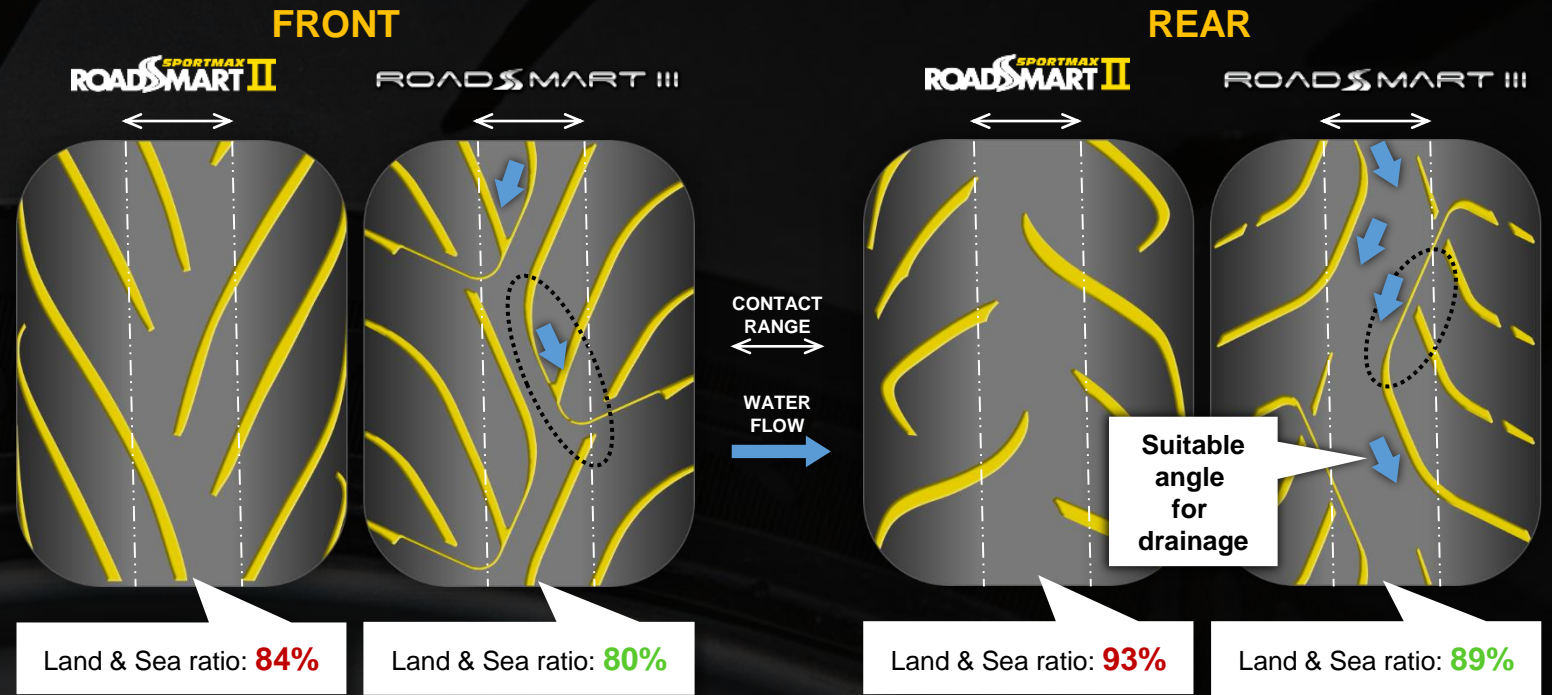 FRONT
REAR
SPORTMAX
ROADSMART II
ROADSMART III
SPORTMAX
ROADSMART II
ROADSMART III
CONTACT
RANGE
WATER
FLOW
Suitable
angle
for
drainage
Land & Sea ratio: 84%
Land & Sea ratio: 80%
Land & Sea ratio: 93%
Land & Sea ratio: 89%